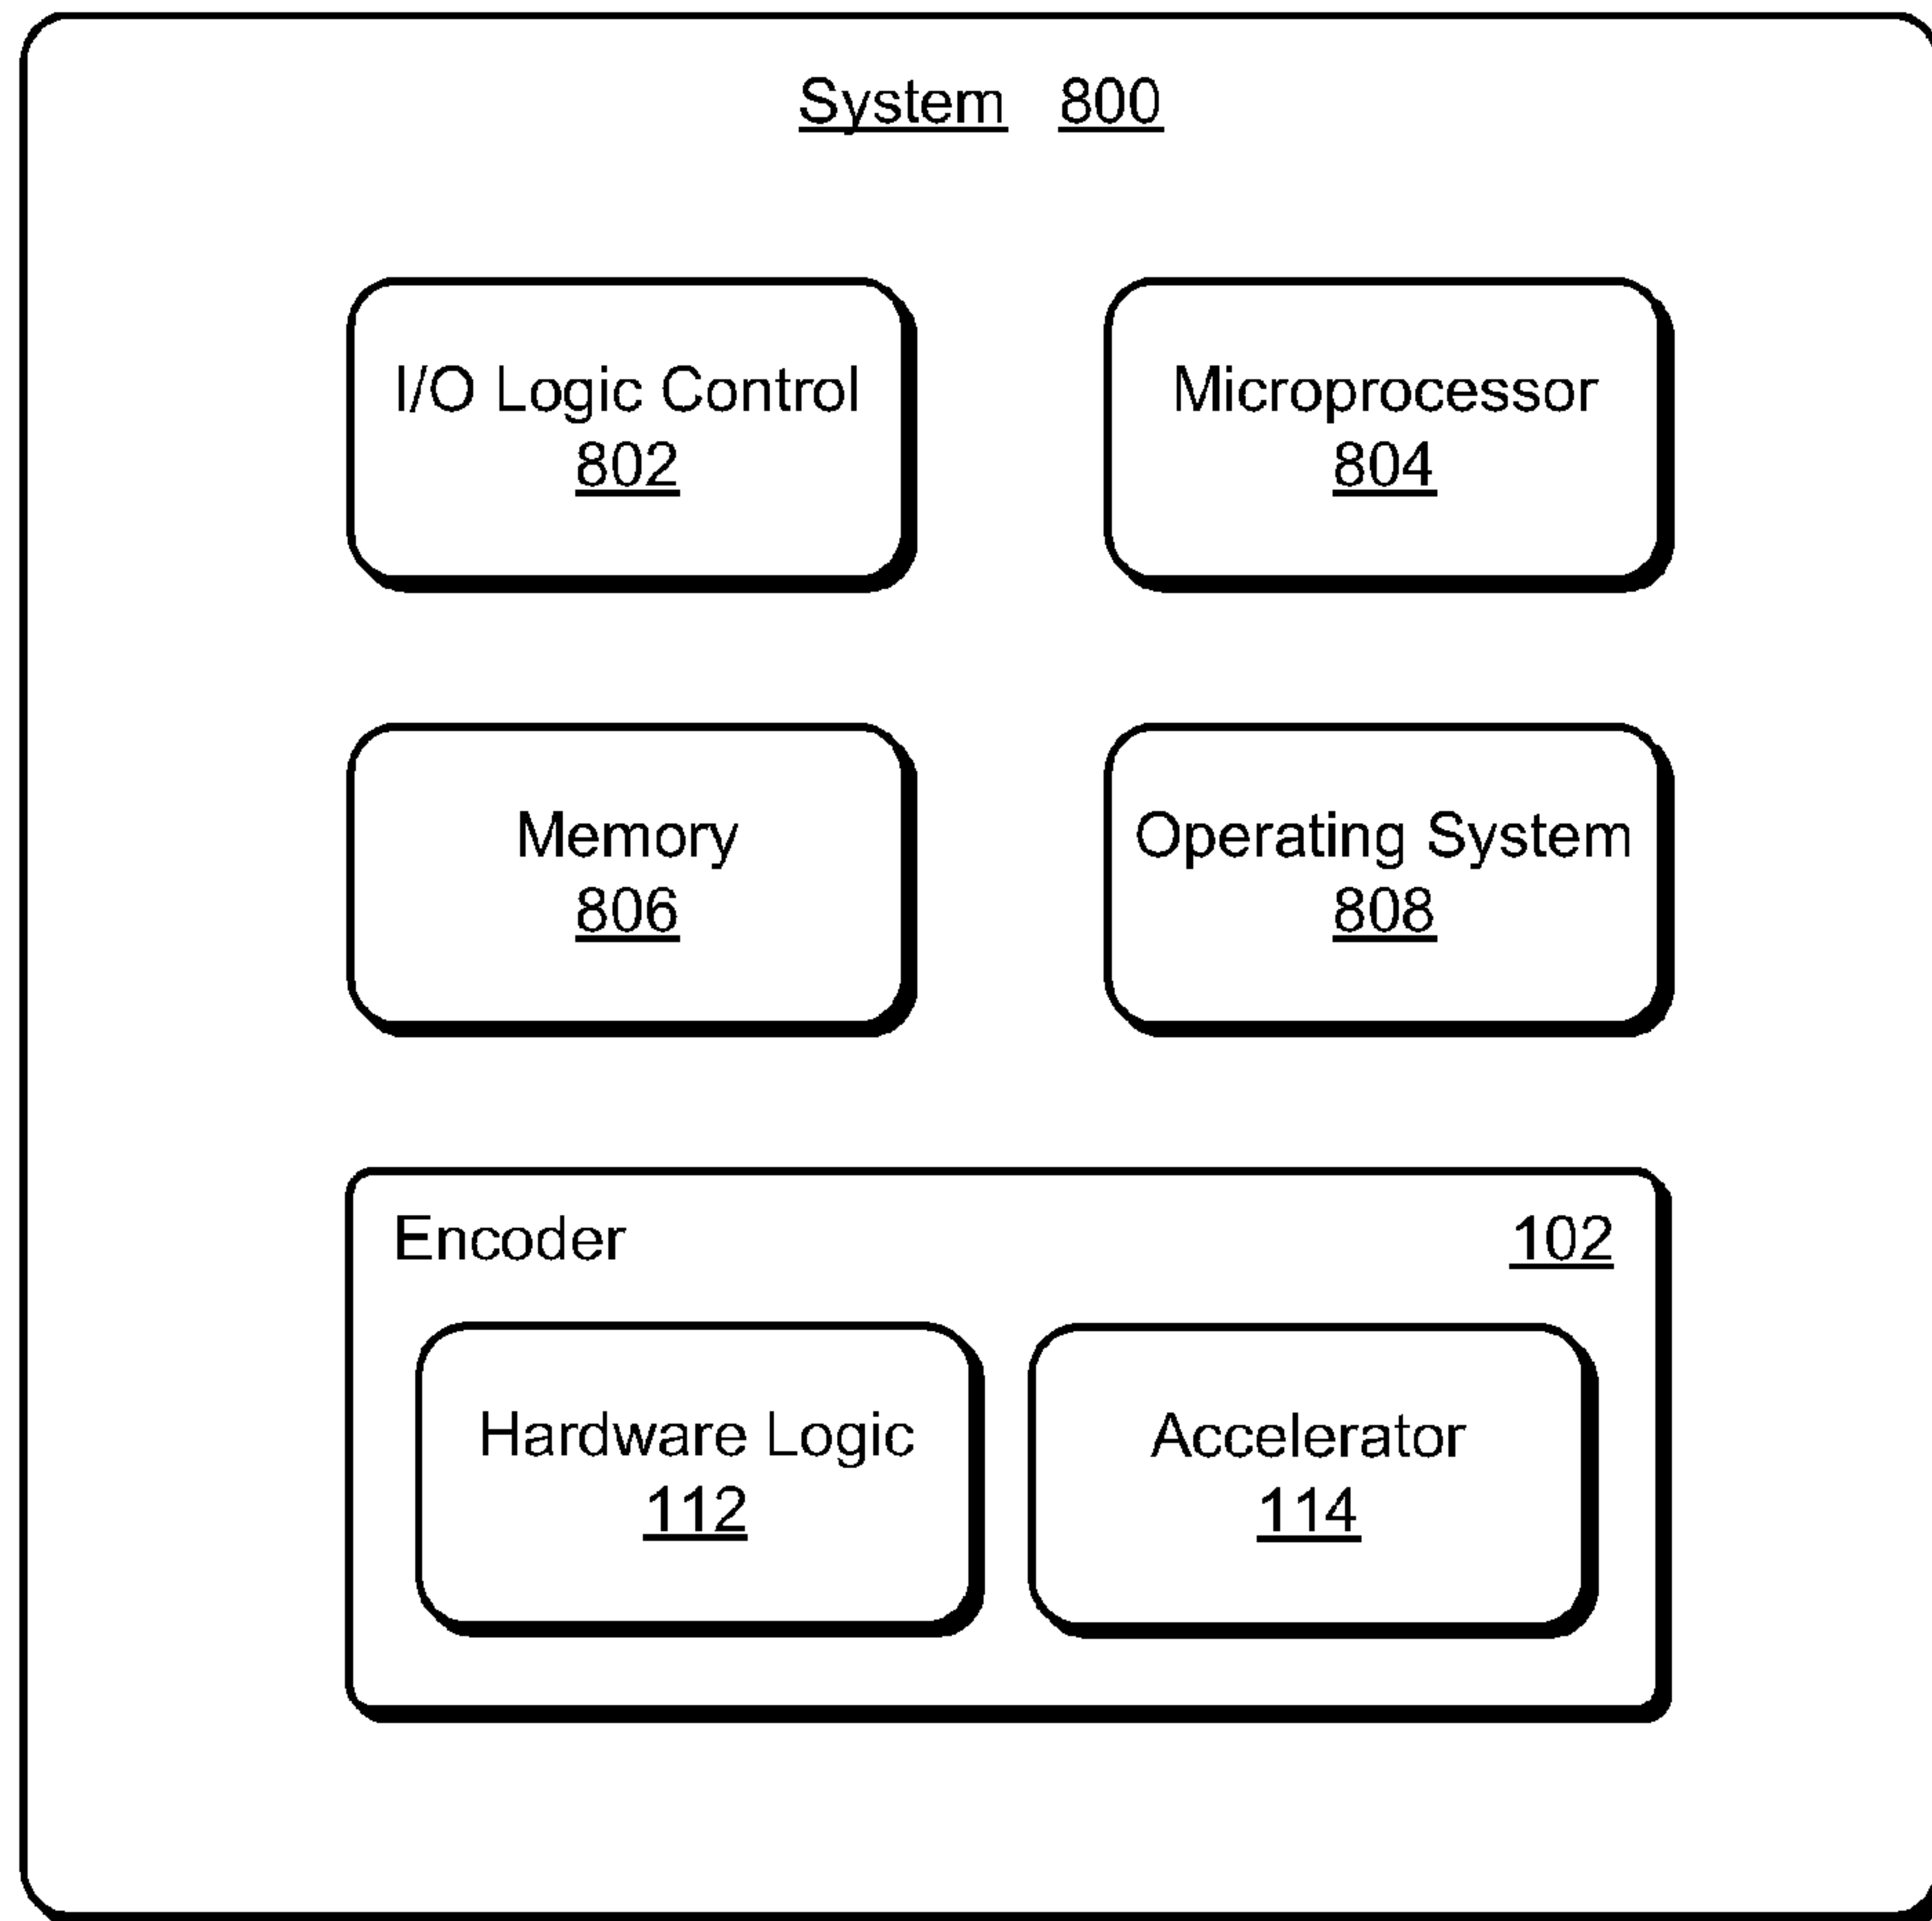 System 800
I/O Logic Control
802
Microprocessor
804
Memory
806
Operating System
808
Encoder 102
Hardware Logic
112
Accelerator
114